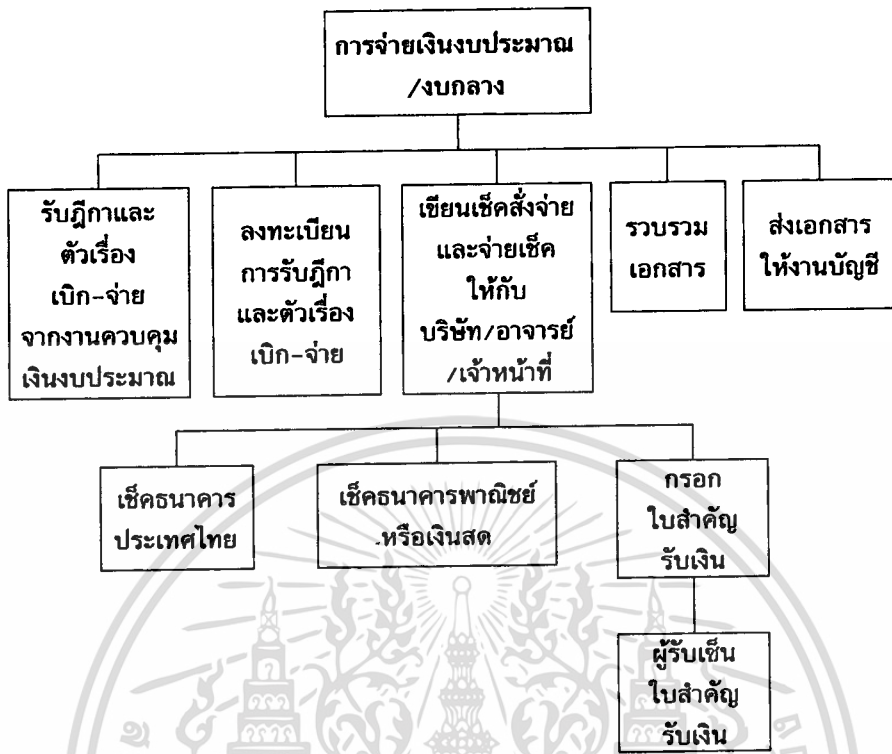 การจ่ายเงินงบประมาณ
/งบกลาง
รับฎีกาและ
ตัวเรื่อง
เบิก-จ่าย
จากงานควบคุม
เงินงบประมาณ
ลงทะเบียน
การรับฎีกา
และตัวเรื่อง
เบิก-จ่าย
เขียนเช็คสั่งจ่าย
และจ่ายเช็ค
ให้กับ
บริษัท/อาจารย์
/เจ้าหน้าที่
รวบรวม
เอกสาร
ส่งเอกสาร
ให้งานบัญชี
เช็คธนาคาร
ประเทศไทย
เช็คธนาคารพาณิชย์
หรือเงินสด
กรอก
ใบสำคัญ
รับเงิน
ผู้รับเซ็น
ใบสำคัญ
รับเงิน